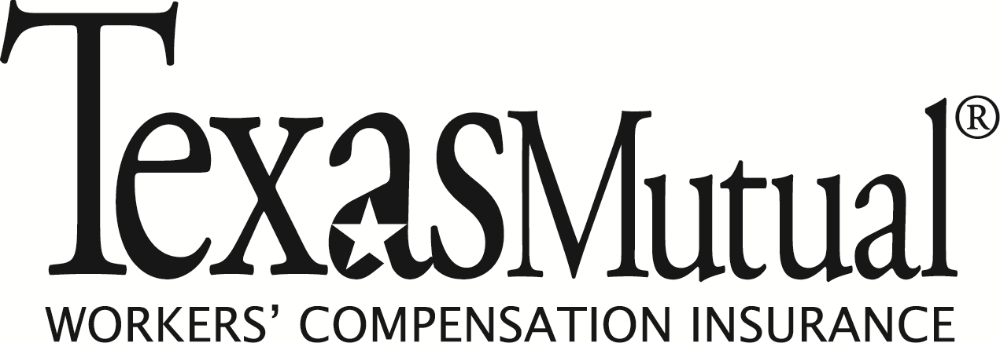 TexasMutual®
WORKERS’ COMPENSATION INSURANCE